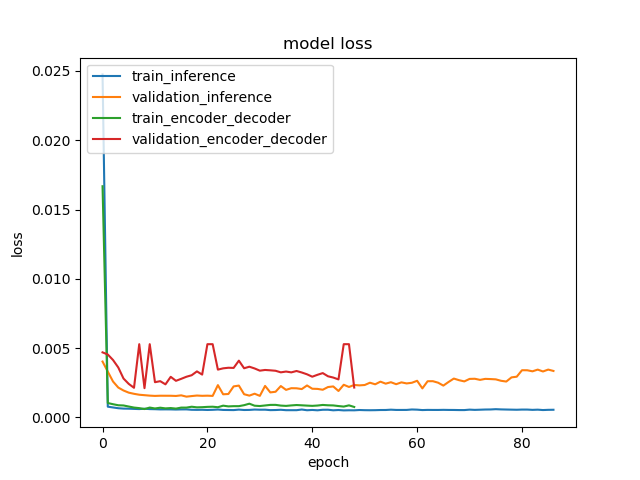 model loss
train_inference
validation_inference
train_encoder_decoder
validation_encoder_decoder
0.025
0.020
0.015
0.010
0.005
0.000
loss
0
20
40
60
80
epoch